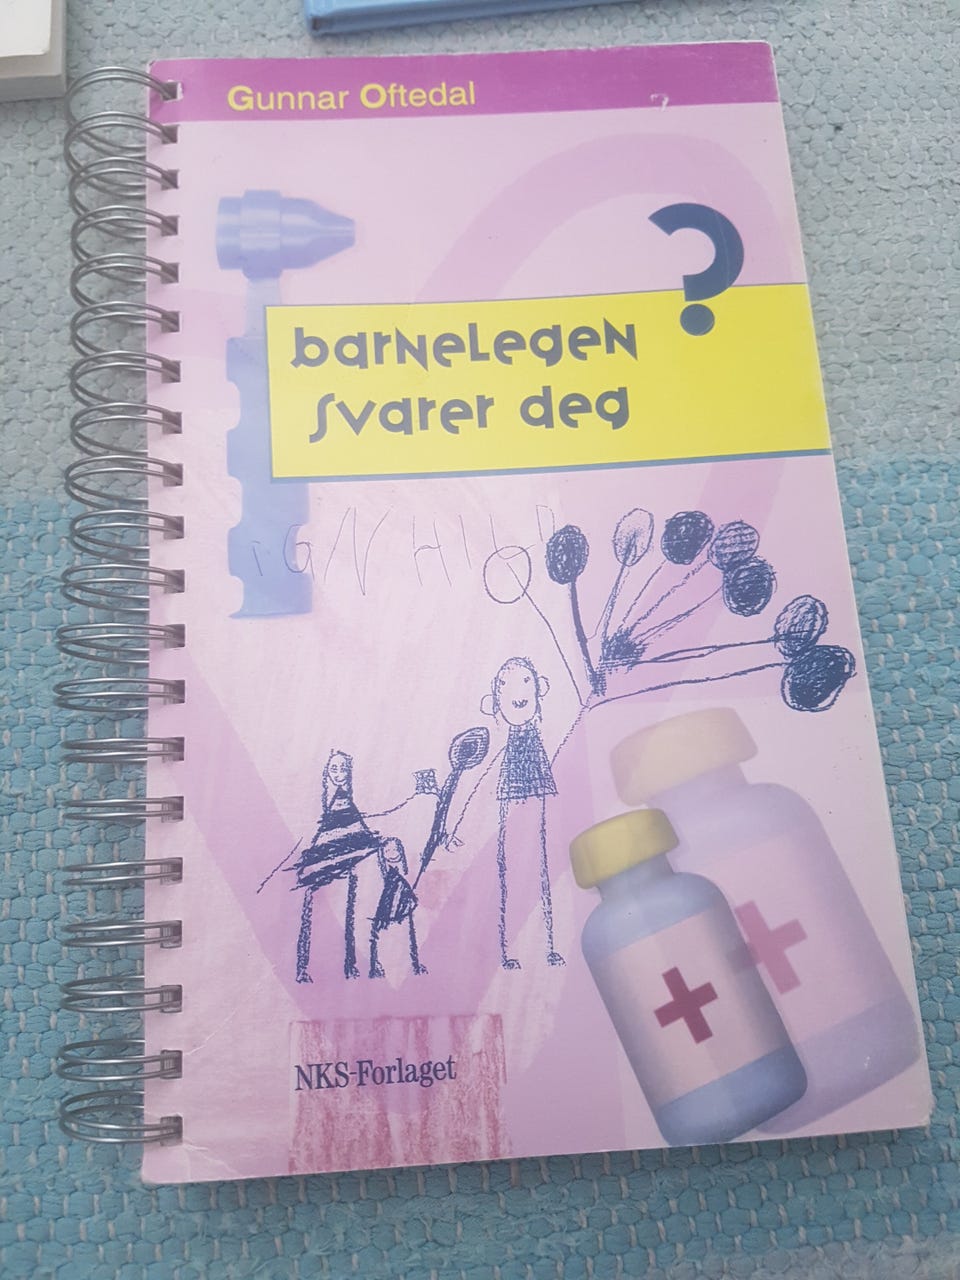 Gunnar Oftedal
?
barnelegen
svarer deg
NKS-Forlaget